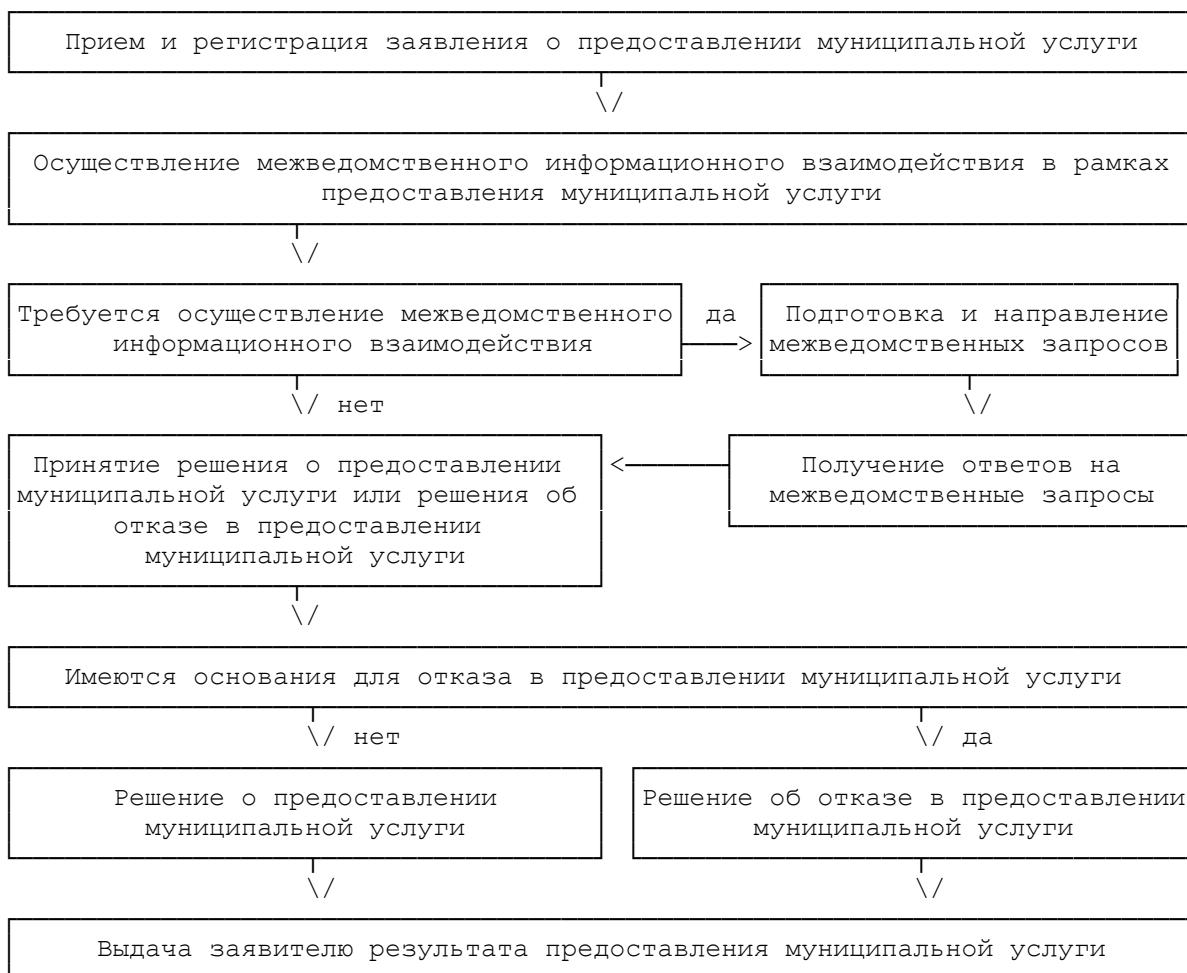 Прием и регистрация заявления о предоставлении муниципальной услуги
\/
Осуществление межведомственного информационного взаимодействия в рамках
предоставления муниципальной услуги
\/
Требуется осуществление межведомственного
информационного взаимодействия
да
>
Подготовка и направление
межведомственных запросов
\/ нет
\/
Принятие решения о предоставлении
муниципальной услуги или решения об
отказе в предоставлении
муниципальной услуги
<
Получение ответов на
межведомственные запросы
\/
Имеются основания для отказа в предоставлении муниципальной услуги
\/ нет
\/ да
Решение о предоставлении
муниципальной услуги
Решение об отказе в предоставлении
муниципальной услуги
\/
\/
Выдача заявителю результата предоставления муниципальной услуги